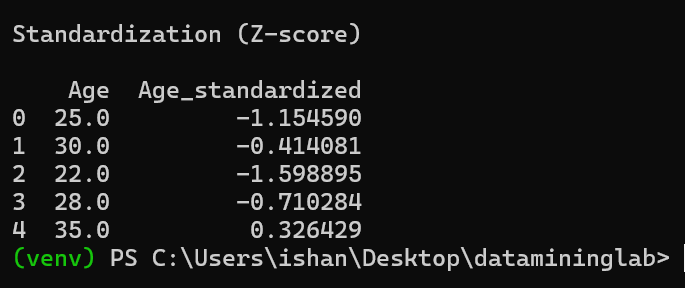 Standardization (Z-score)
Age Age_standardized
0 25.0 -1.154590
1 30.0 -0.414081
2 22.0 -1.598895
3 28.0 -0.710284
4 35.0 0.326429
(venv) PS C:\Users\ishan\Desktop\datamininglab>